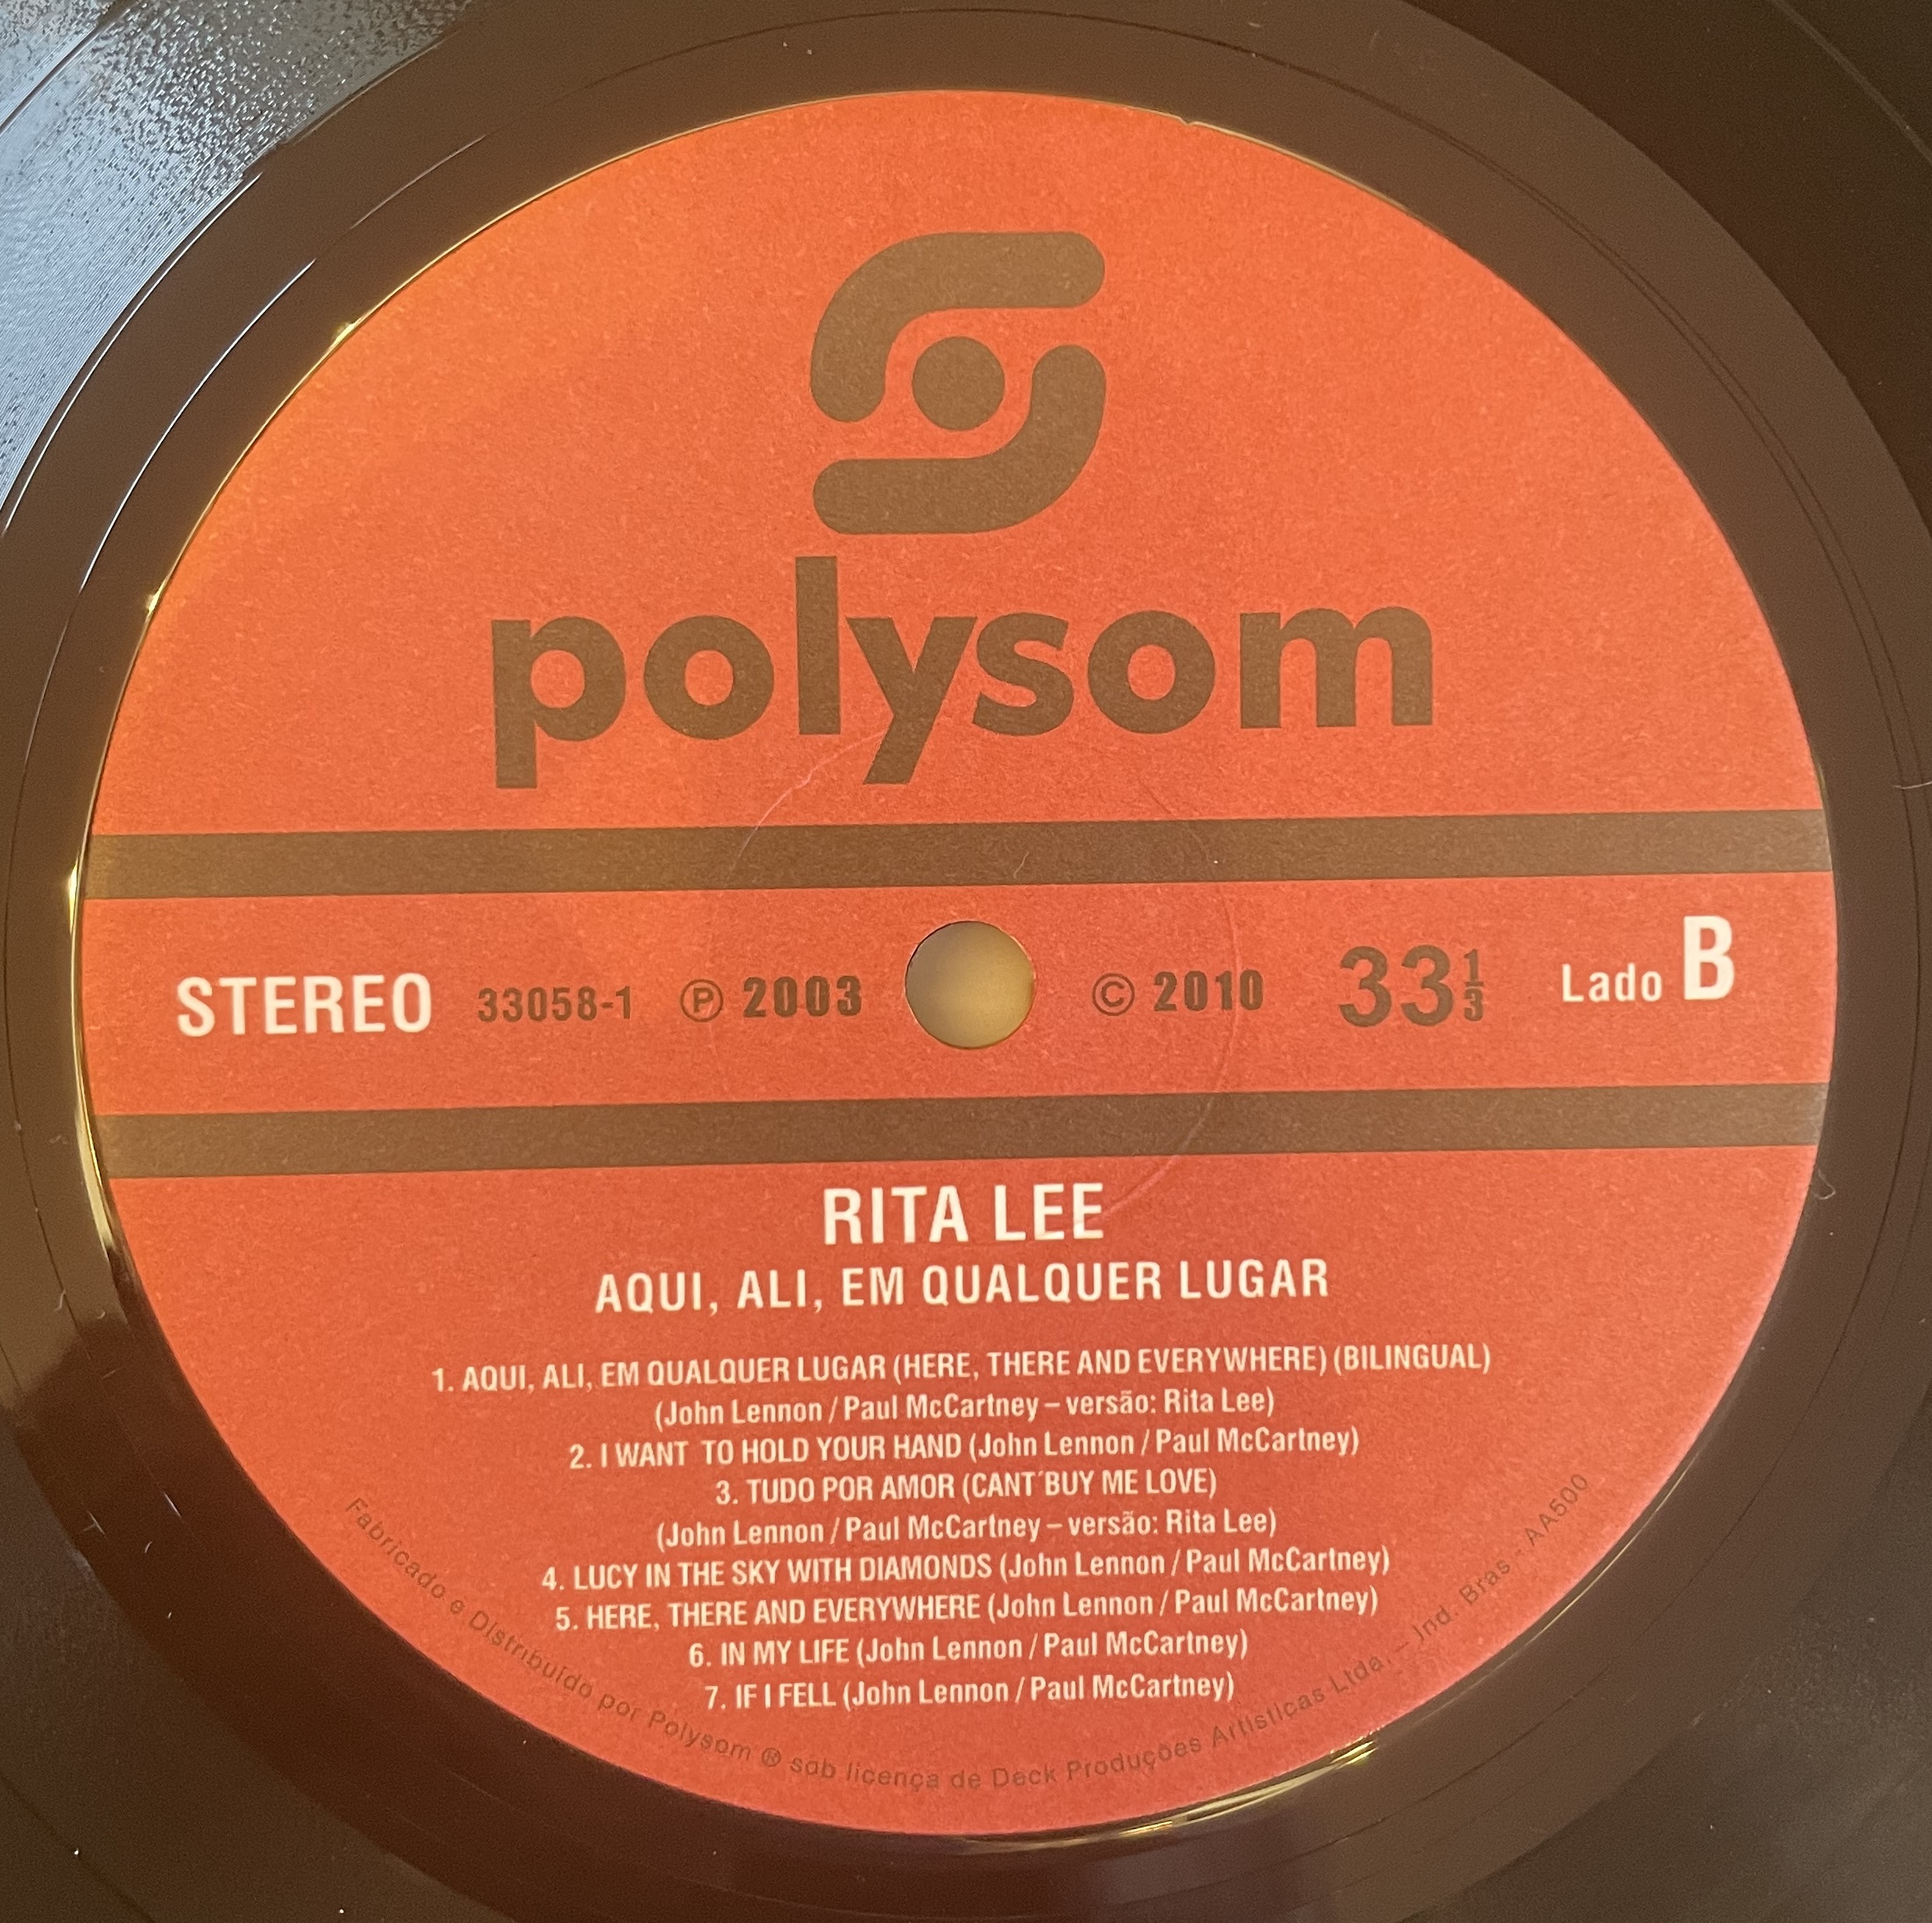 polysom
STEREO 33058-1 ℗ 2003 © 2010 33 1/3 Lado B
RITA LEE
AQUI, ALI, EM QUALQUER LUGAR
1. AQUI, ALI, EM QUALQUER LUGAR (HERE, THERE AND EVERYWHERE) (BILINGUAL)
(John Lennon / Paul McCartney – versão: Rita Lee)
2. I WANT TO HOLD YOUR HAND (John Lennon / Paul McCartney)
3. TUDO POR AMOR (CANT´BUY ME LOVE)
(John Lennon / Paul McCartney – versão: Rita Lee)
4. LUCY IN THE SKY WITH DIAMONDS (John Lennon / Paul McCartney)
5. HERE, THERE AND EVERYWHERE (John Lennon / Paul McCartney)
6. IN MY LIFE (John Lennon / Paul McCartney)
7. IF I FELL (John Lennon / Paul McCartney)
Fabricado e Distribuído por Polysom ® sob licença de Deck Produções Artísticas Ltda. – Ind. Bras - AA500